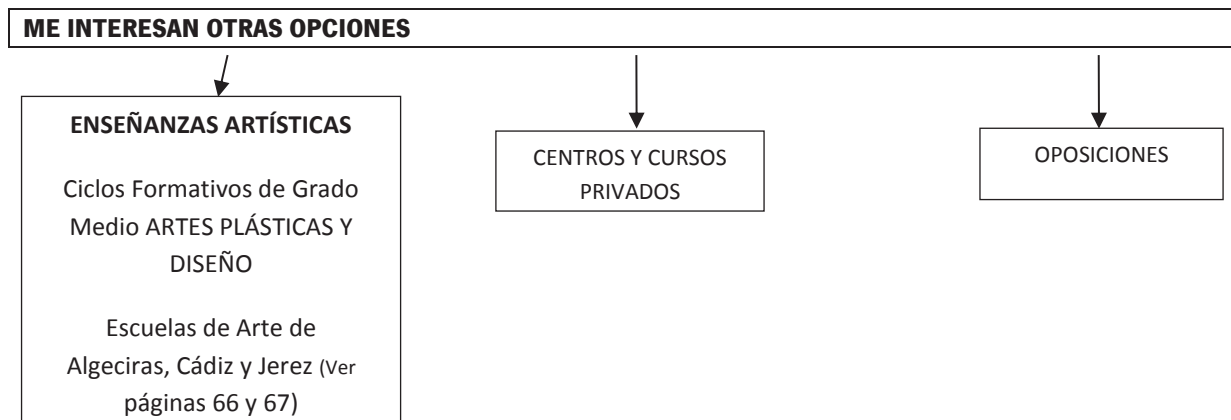 ME INTERESAN OTRAS OPCIONES
ENSEÑANZAS ARTÍSTICAS
Ciclos Formativos de Grado
Medio ARTES PLÁSTICAS Y
DISEÑO
Escuelas de Arte de
Algeciras, Cádiz y Jerez (Ver
páginas 66 y 67)
CENTROS Y CURSOS
PRIVADOS
OPOSICIONES